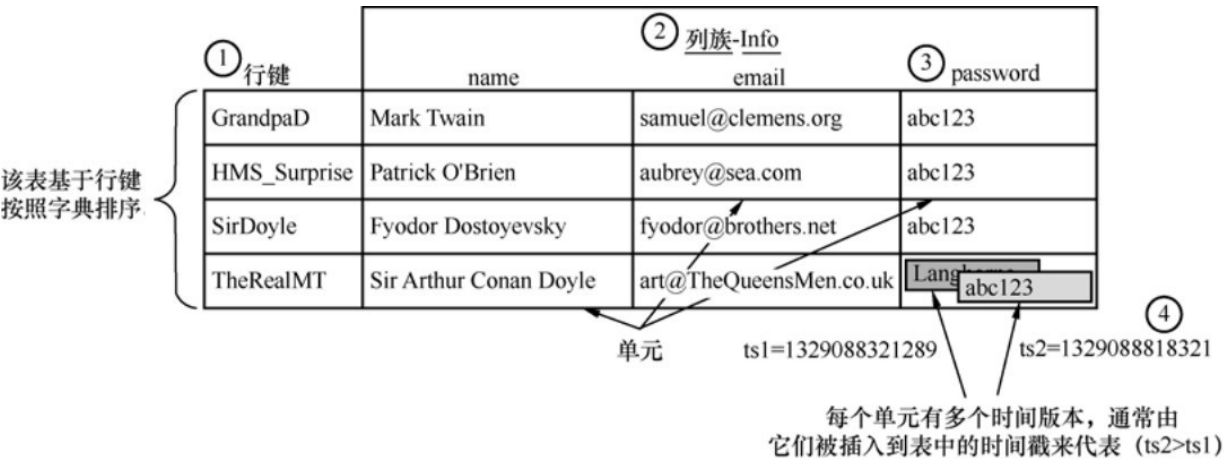 ② 列族-Info
① 行键 name email ③ password
GrandpaD Mark Twain samuel@clemens.org abc123
HMS_Surprise Patrick O'Brien aubrey@sea.com abc123
该表基于行键
按照字典排序
SirDoyle Fyodor Dostoyevsky fyodor@brothers.net abc123
TheRealMT Sir Arthur Conan Doyle art@TheQueensMen.co.uk abc123
④
单元 ts1=1329088321289 ts2=1329088818321
每个单元有多个时间版本，通常由
它们被插入到表中的时间戳来代表（ts2>ts1）